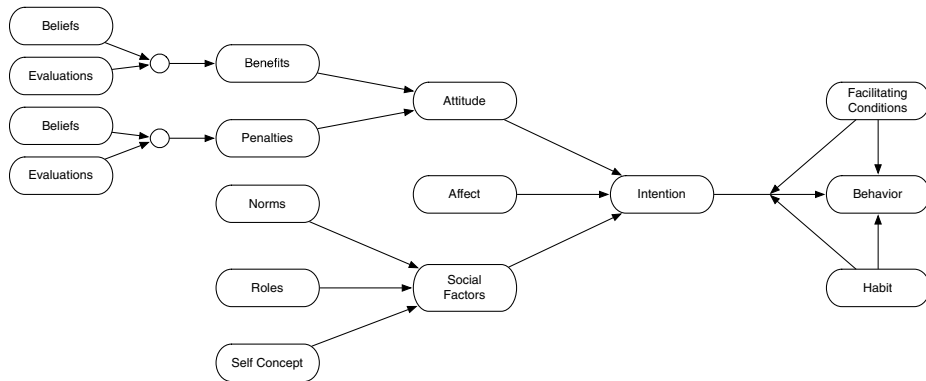 Beliefs
Evaluations
Beliefs
Evaluations
Benefits
Penalties
Norms
Roles
Self Concept
Attitude
Affect
Social
Factors
Intention
Facilitating
Conditions
Behavior
Habit